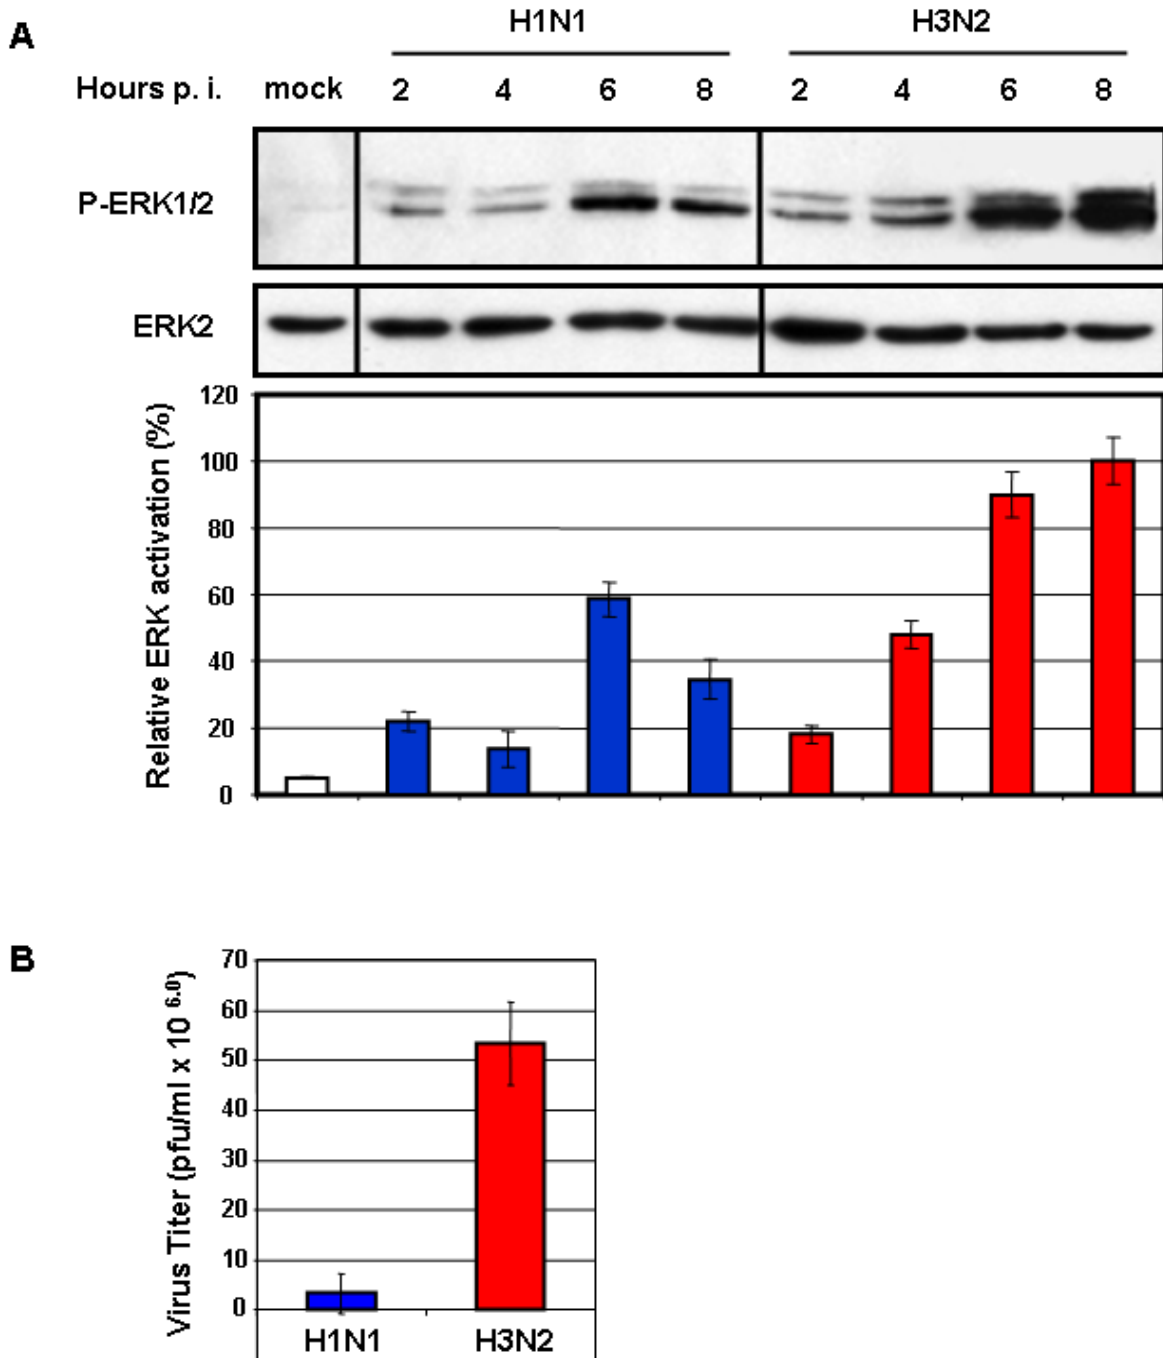 A
H1N1 H3N2
Hours p. i. mock 2 4 6 8 2 4 6 8
P-ERK1/2
ERK2
Relative ERK activation (%)
120
100
80
60
40
20
0
B
Virus Titer (pfu/ml x 10 6.0)
70
60
50
40
30
20
10
0
H1N1 H3N2